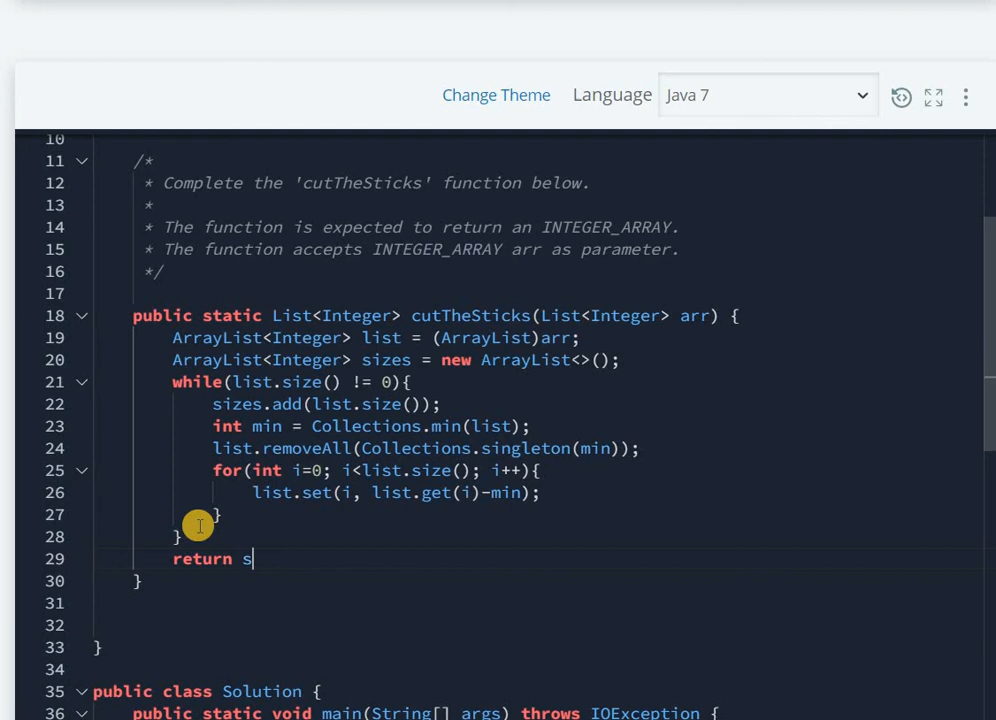 Change Theme Language Java 7
10
11 /*
12 * Complete the 'cutTheSticks' function below.
13 *
14 * The function is expected to return an INTEGER_ARRAY.
15 * The function accepts INTEGER_ARRAY arr as parameter.
16 */
17
18 public static List<Integer> cutTheSticks(List<Integer> arr) {
19 ArrayList<Integer> list = (ArrayList)arr;
20 ArrayList<Integer> sizes = new ArrayList<>();
21 while(list.size() != 0){
22 sizes.add(list.size());
23 int min = Collections.min(list);
24 list.removeAll(Collections.singleton(min));
25 for(int i=0; i<list.size(); i++){
26 list.set(i, list.get(i)-min);
27 }
28 }
29 return s
30 }
31
32
33 }
34
35 public class Solution {
36 public static void main(String[] args) throws IOException {